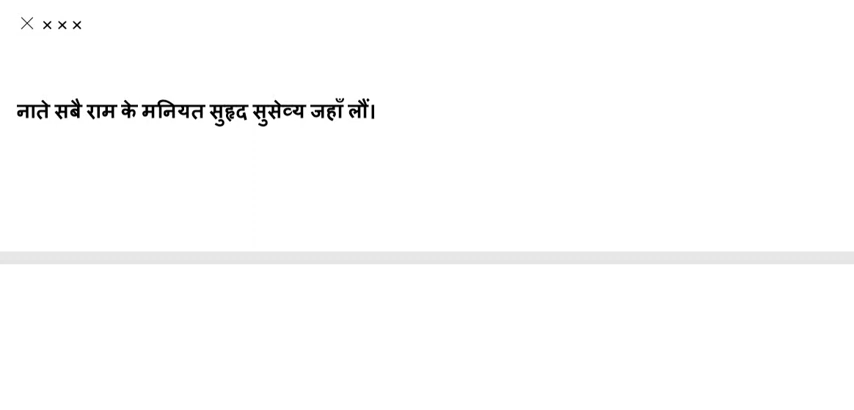 × × × ×
नाते सबै राम के मनियत सुहृद सुसेव्य जहाँ लौं।